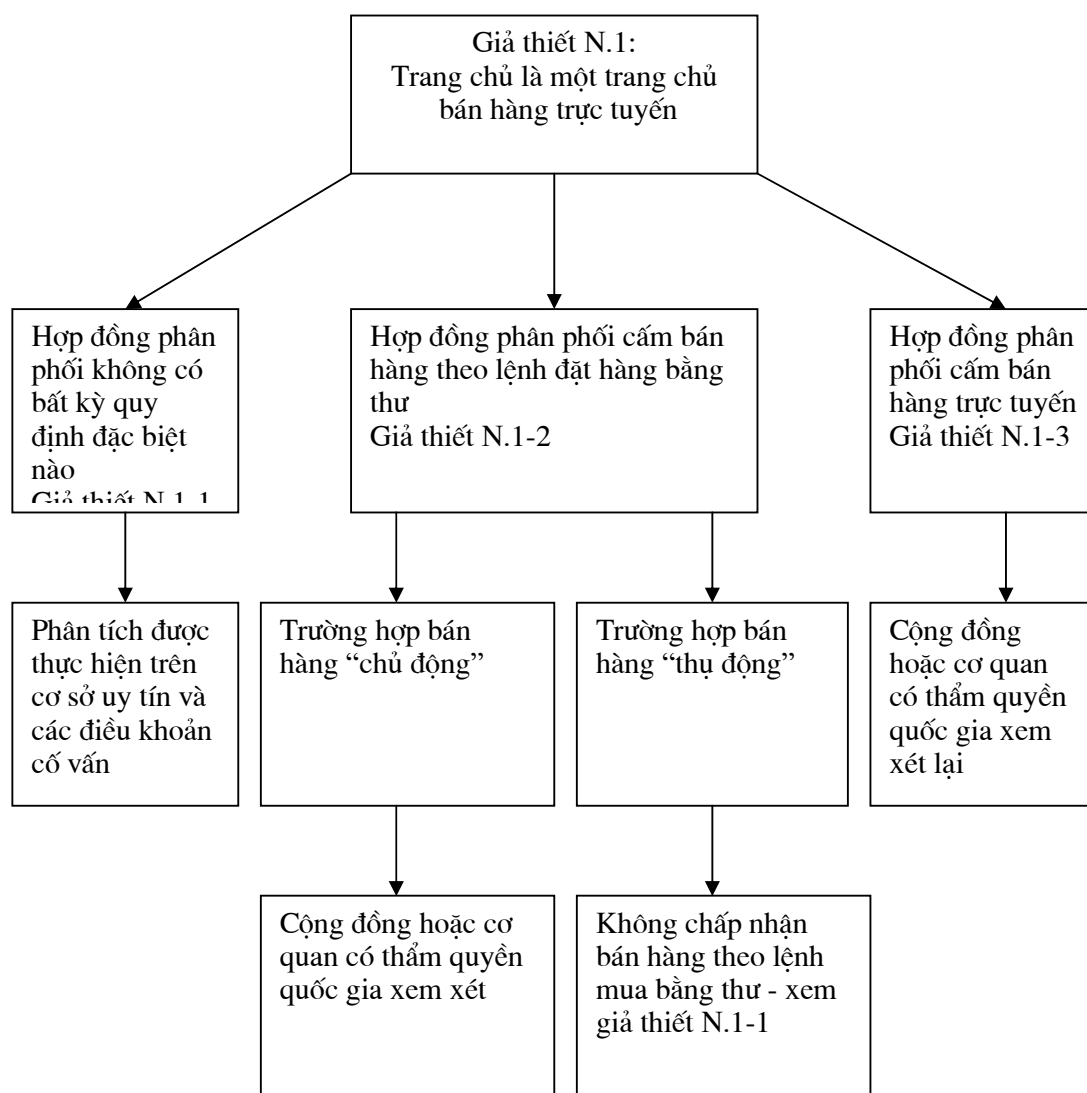 Giả thiết N.1:
Trang chủ là một trang chủ
bán hàng trực tuyến
Hợp đồng phân
phối không có
bất kỳ quy
định đặc biệt
nào
Giả thiết N.1-1
Hợp đồng phân phối cấm bán
hàng theo lệnh đặt hàng bằng
thư
Giả thiết N.1-2
Hợp đồng phân
phối cấm bán
hàng trực tuyến
Giả thiết N.1-3
Phân tích được
thực hiện trên
cơ sở uy tín và
các điều khoản
cố vấn
Trường hợp bán
hàng “chủ động”
Trường hợp bán
hàng “thụ động”
Cộng đồng
hoặc cơ quan
có thẩm quyền
quốc gia xem
xét lại
Cộng đồng hoặc cơ
quan có thẩm quyền
quốc gia xem xét
Không chấp nhận
bán hàng theo lệnh
mua bằng thư - xem
giả thiết N.1-1